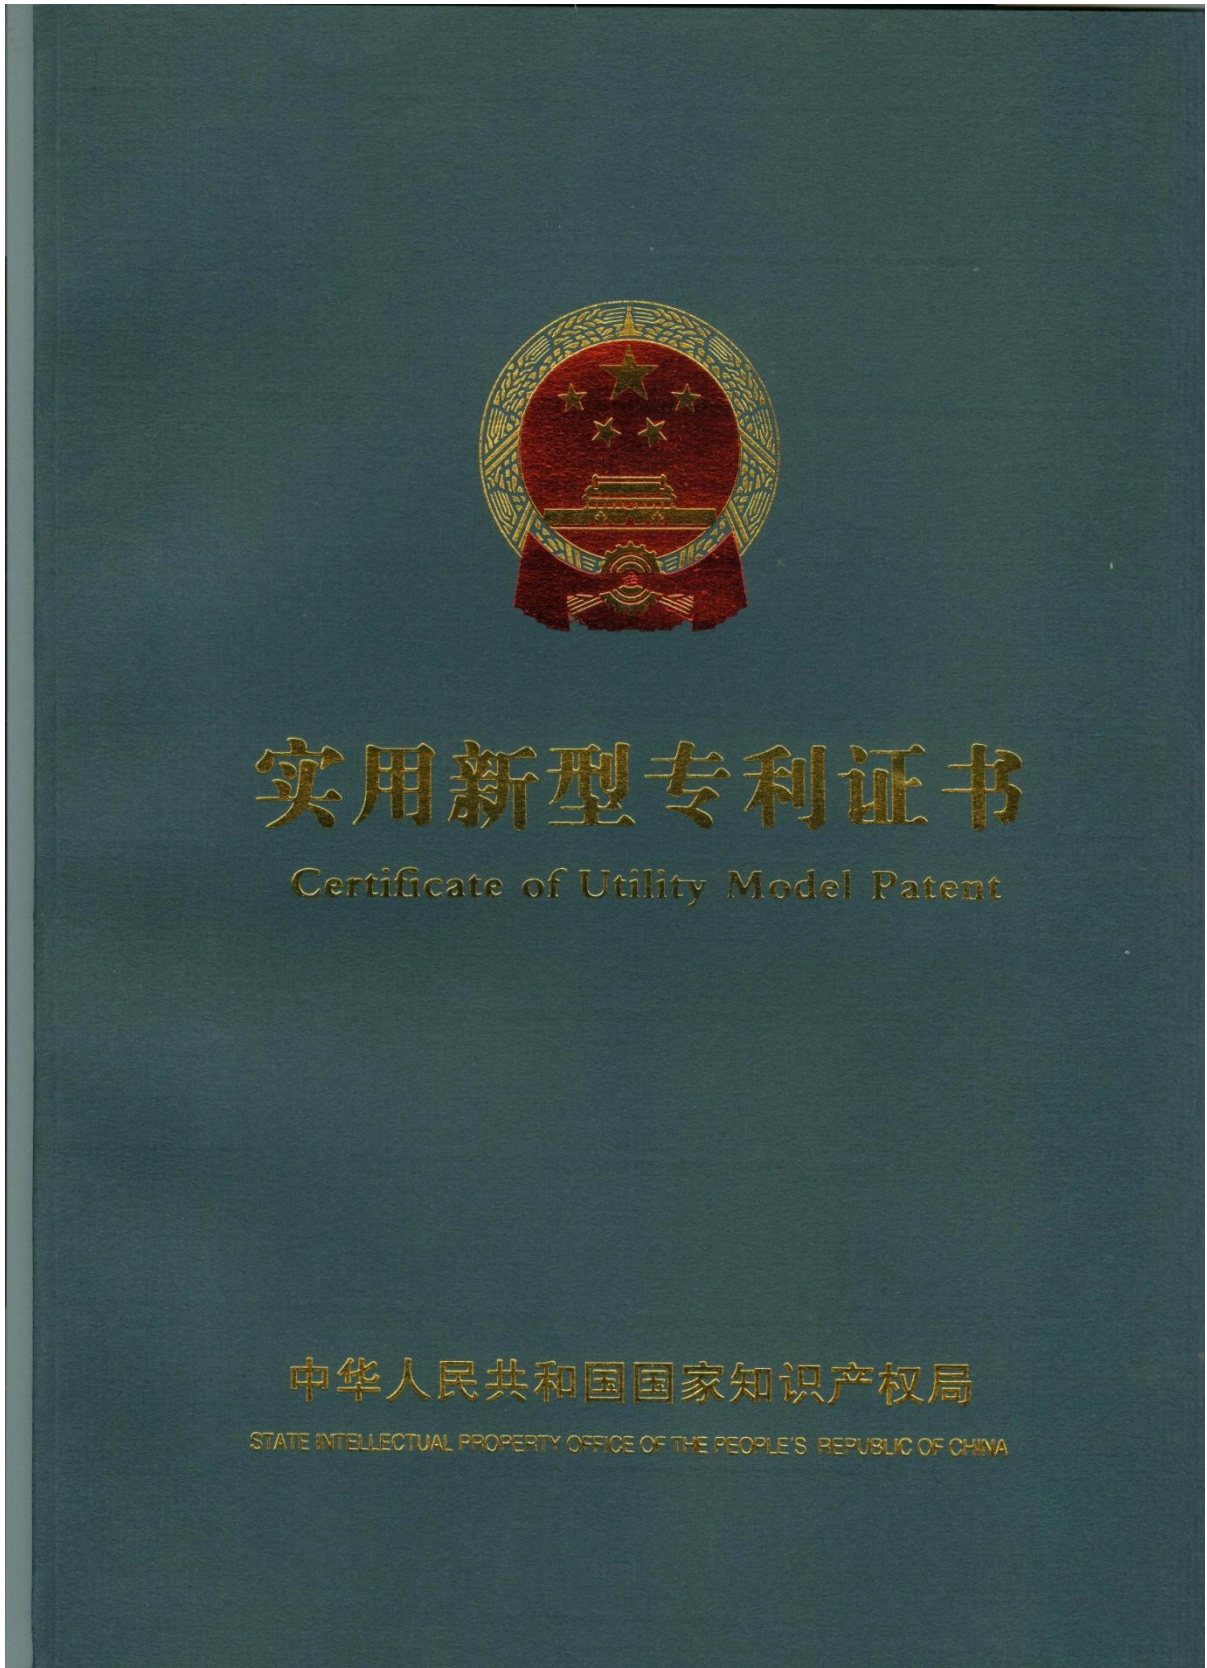 实用新型专利证书
Certificate of Utility Model Patent
中华人民共和国国家知识产权局
STATE INTELLECTUAL PROPERTY OFFICE OF THE PEOPLE'S REPUBLIC OF CHINA